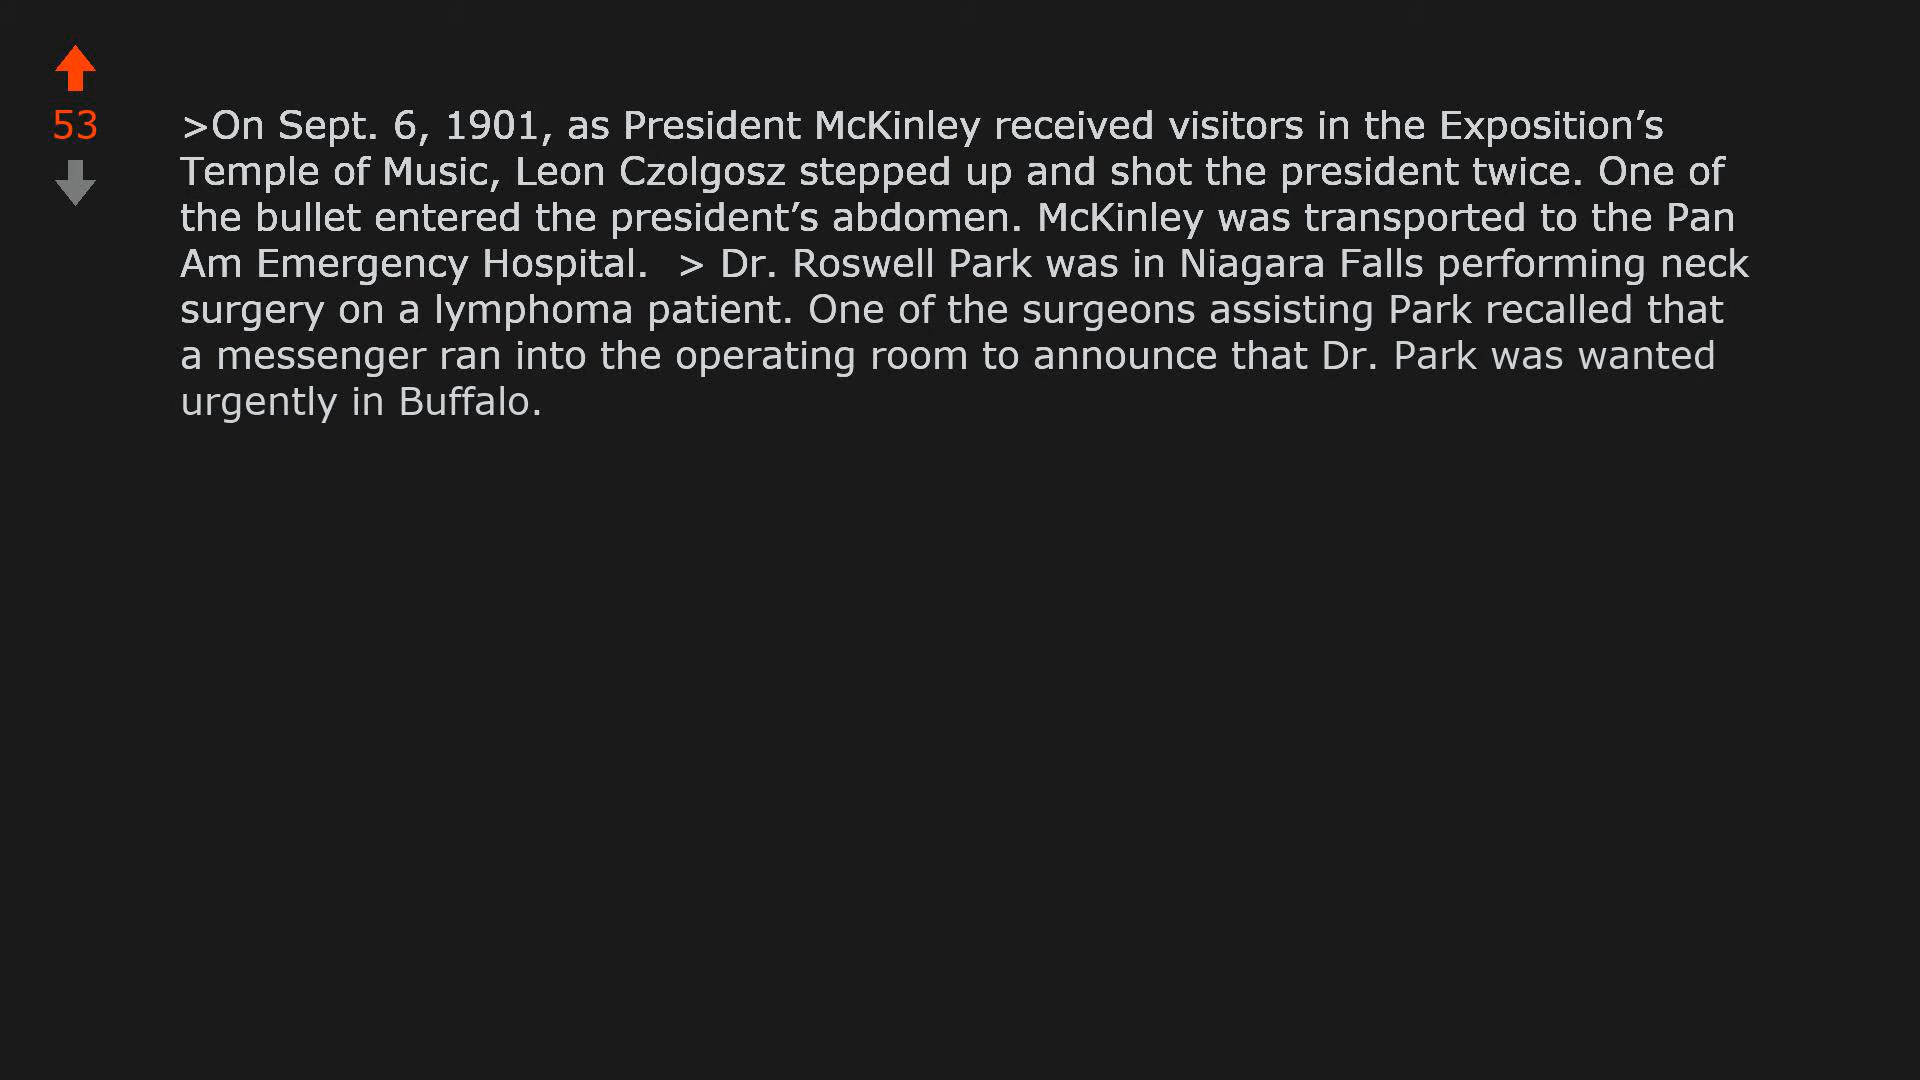 53
>On Sept. 6, 1901, as President McKinley received visitors in the Exposition’s
Temple of Music, Leon Czolgosz stepped up and shot the president twice. One of
the bullet entered the president’s abdomen. McKinley was transported to the Pan
Am Emergency Hospital.  > Dr. Roswell Park was in Niagara Falls performing neck
surgery on a lymphoma patient. One of the surgeons assisting Park recalled that
a messenger ran into the operating room to announce that Dr. Park was wanted
urgently in Buffalo.